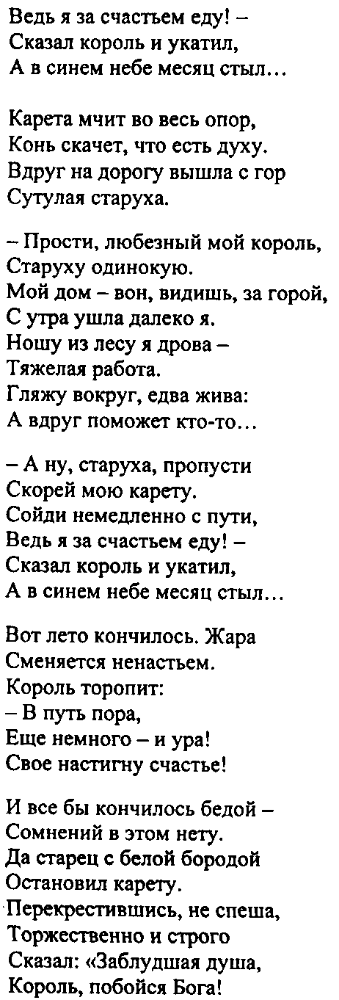 Ведь я за счастьем еду! –
Сказал король и укатил,
А в синем небе месяц стыл...
Карета мчит во весь опор,
Конь скачет, что есть духу.
Вдруг на дорогу вышла с гор
Сутулая старуха.
– Прости, любезный мой король,
Старуху одинокую.
Мой дом – вон, видишь, за горой,
С утра ушла далеко я.
Ношу из лесу я дрова –
Тяжелая работа.
Гляжу вокруг, едва жива:
А вдруг поможет кто-то...
– А ну, старуха, пропусти
Скорей мою карету.
Сойди немедленно с пути,
Ведь я за счастьем еду! –
Сказал король и укатил,
А в синем небе месяц стыл...
Вот лето кончилось. Жара
Сменяется ненастьем.
Король торопит:
– В путь пора,
Еще немного – и ура!
Свое настигну счастье!
И все бы кончилось бедой –
Сомнений в этом нету.
Да старец с белой бородой
Остановил карету.
Перекрестившись, не спеша,
Торжественно и строго
Сказал: «Заблудшая душа,
Король, побойся Бога!